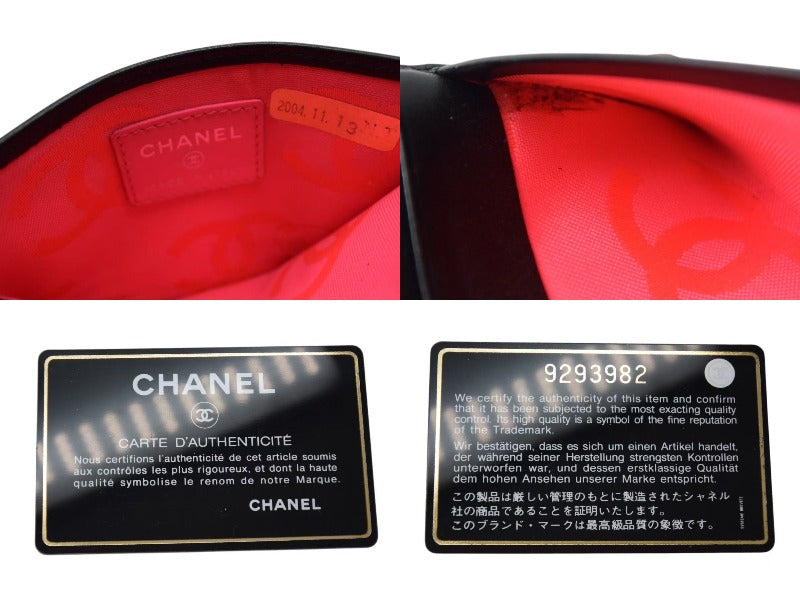 CHANEL
2004.11.13
CHANEL
CARTE D'AUTHENTICITÉ
Nous certifions l'authenticité de cet article soumis
aux contrôles les plus rigoureux, et dont la haute
qualité symbolise le renom de notre Marque.
CHANEL
9293982
We certify the authenticity of this item and confirm
that it has been subjected to the most exacting quality
control. Its high quality is a symbol of the fine reputation
of the Trademark.
Wir bestätigen, dass es sich um einen Artikel handelt,
der während seiner Herstellung strengsten Kontrollen
unterworfen war, und dessen erstklassige Qualität
dem hohen Ansehen unserer Marke entspricht.
この製品は厳しい管理のもとに製造されたシャネル
社の商品であることを証明いたします。
このブランド・マークは最高級品質の象徴です。